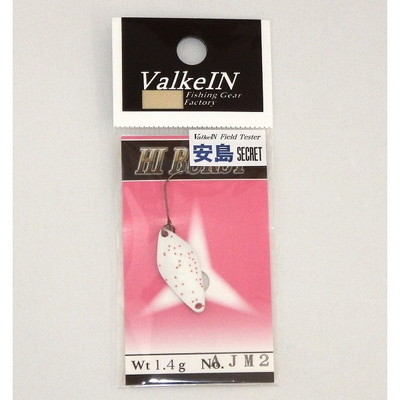 ValkeIN
Fishing Gear
Factory
ValkeIN Field Tester
安島 SECRET
HI BURST
Wt 1.4g No. AJM2